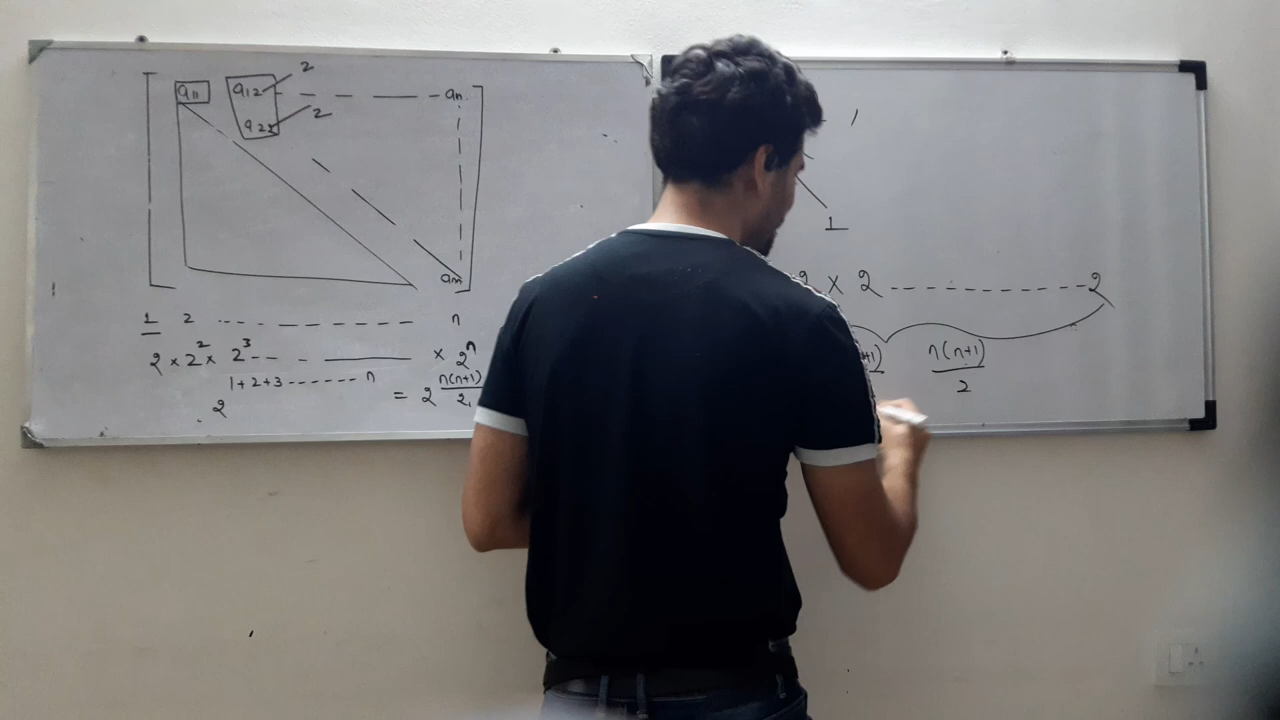 a11 a12 2 - - - an
a22 2
an
1 2 - - - - - - - n
2 × 2² × 2³ - - - - × 2ⁿ
2^(1+2+3-------n) = 2^(n(n+1)/2)
1
2 × 2 - - - - - - - - - - 2
n(n+1)/2